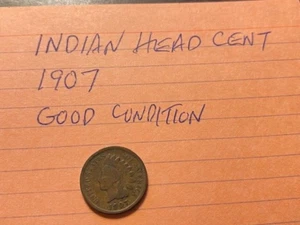 INDIAN HEAD CENT
1907
GOOD CONDITION